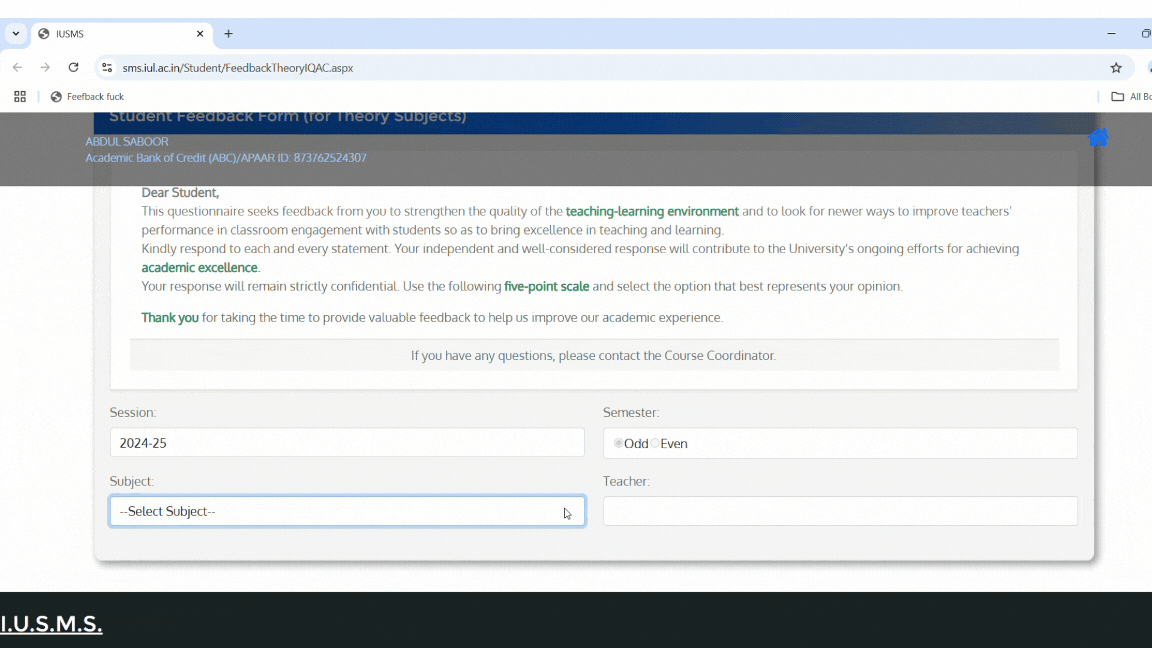 IUSMS
sms.iul.ac.in/Student/FeedbackTheoryIQAC.aspx
Feefback fuck
All Bo
Student Feedback Form (for Theory Subjects)
ABDUL SABOOR
Academic Bank of Credit (ABC)/APAAR ID: 873762524307
Dear Student,
This questionnaire seeks feedback from you to strengthen the quality of the teaching-learning environment and to look for newer ways to improve teachers'
performance in classroom engagement with students so as to bring excellence in teaching and learning.
Kindly respond to each and every statement. Your independent and well-considered response will contribute to the University's ongoing efforts for achieving
academic excellence.
Your response will remain strictly confidential. Use the following five-point scale and select the option that best represents your opinion.
Thank you for taking the time to provide valuable feedback to help us improve our academic experience.
If you have any questions, please contact the Course Coordinator.
Session: Semester:
2024-25 Odd Even
Subject: Teacher:
--Select Subject--
I.U.S.M.S.